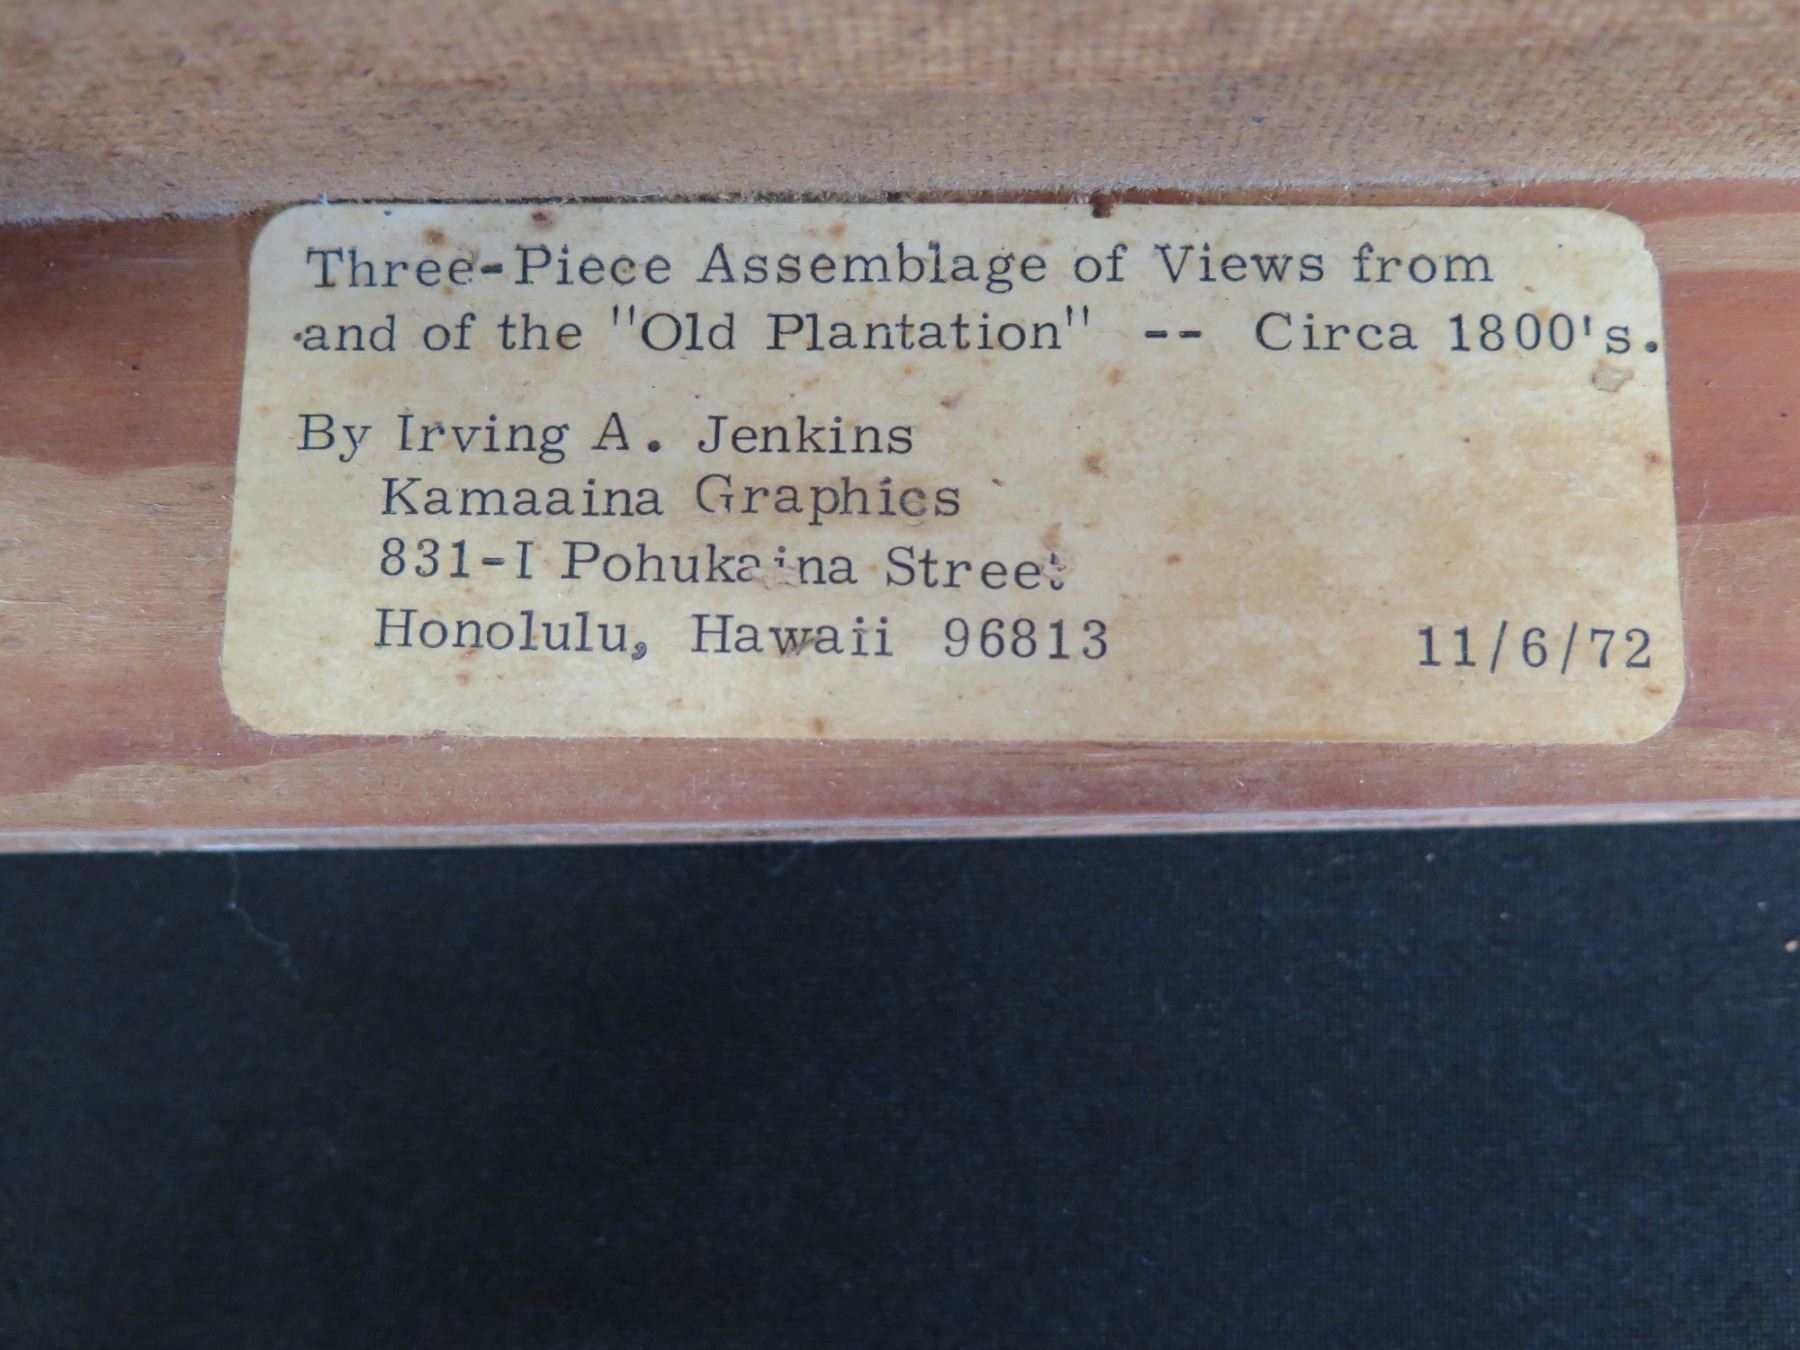 Three-Piece Assemblage of Views from
and of the "Old Plantation" -- Circa 1800's.
By Irving A. Jenkins
Kamaaina Graphics
831-I Pohukaina Street
Honolulu, Hawaii 96813 11/6/72